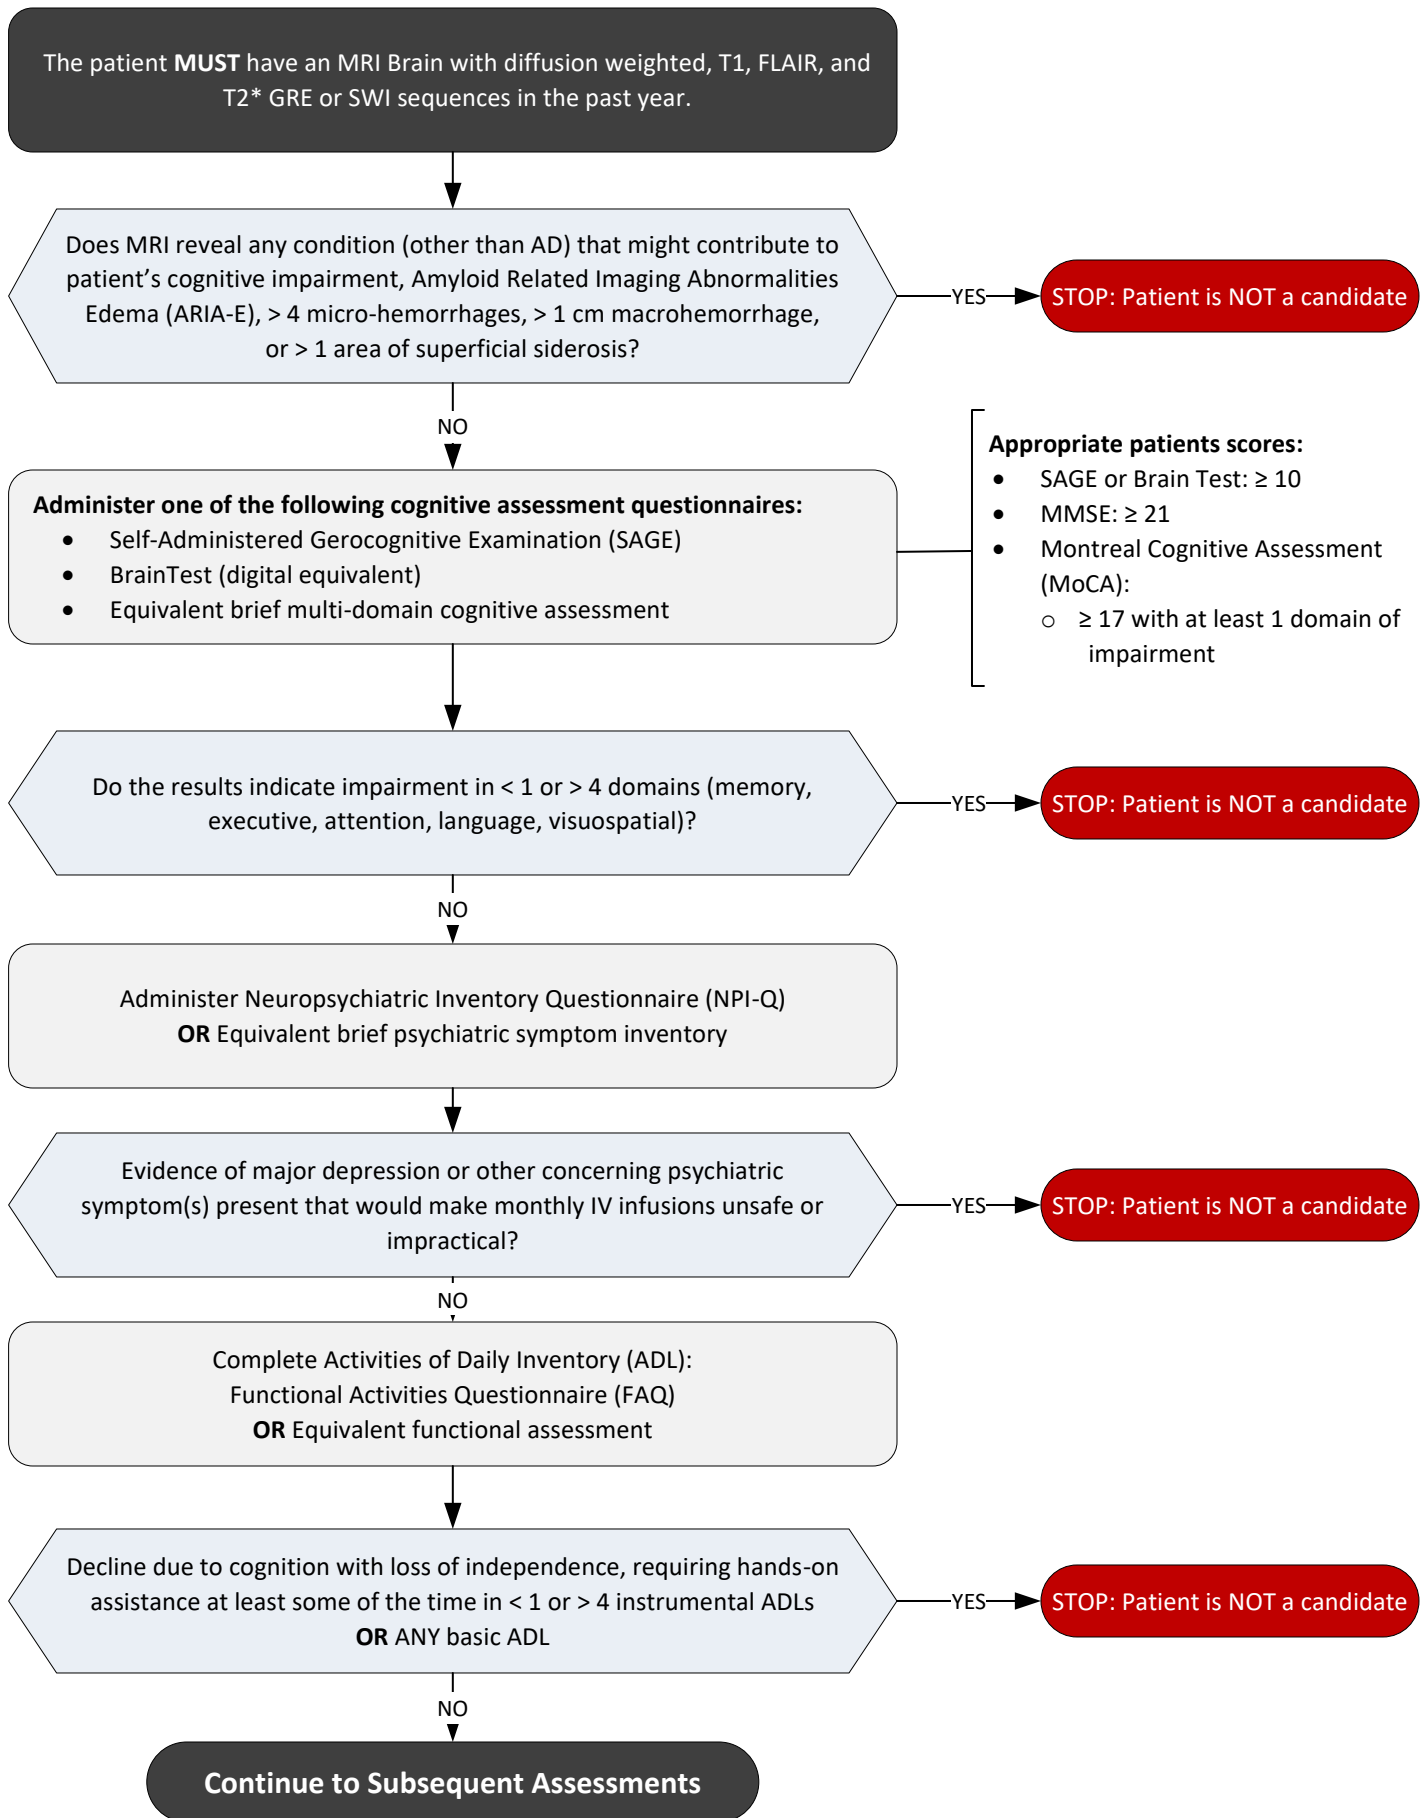 The patient MUST have an MRI Brain with diffusion weighted, T1, FLAIR, and
T2* GRE or SWI sequences in the past year.
Does MRI reveal any condition (other than AD) that might contribute to
patient's cognitive impairment, Amyloid Related Imaging Abnormalities
Edema (ARIA-E), > 4 micro-hemorrhages, > 1 cm macrohemorrhage,
or > 1 area of superficial siderosis?
YES
STOP: Patient is NOT a candidate
NO
Administer one of the following cognitive assessment questionnaires:
• Self-Administered Gerocognitive Examination (SAGE)
• BrainTest (digital equivalent)
• Equivalent brief multi-domain cognitive assessment
Appropriate patients scores:
• SAGE or Brain Test: ≥ 10
• MMSE: ≥ 21
• Montreal Cognitive Assessment
(MoCA):
o ≥ 17 with at least 1 domain of
impairment
Do the results indicate impairment in < 1 or > 4 domains (memory,
executive, attention, language, visuospatial)?
YES
STOP: Patient is NOT a candidate
NO
Administer Neuropsychiatric Inventory Questionnaire (NPI-Q)
OR Equivalent brief psychiatric symptom inventory
Evidence of major depression or other concerning psychiatric
symptom(s) present that would make monthly IV infusions unsafe or
impractical?
YES
STOP: Patient is NOT a candidate
NO
Complete Activities of Daily Inventory (ADL):
Functional Activities Questionnaire (FAQ)
OR Equivalent functional assessment
Decline due to cognition with loss of independence, requiring hands-on
assistance at least some of the time in < 1 or > 4 instrumental ADLs
OR ANY basic ADL
YES
STOP: Patient is NOT a candidate
NO
Continue to Subsequent Assessments